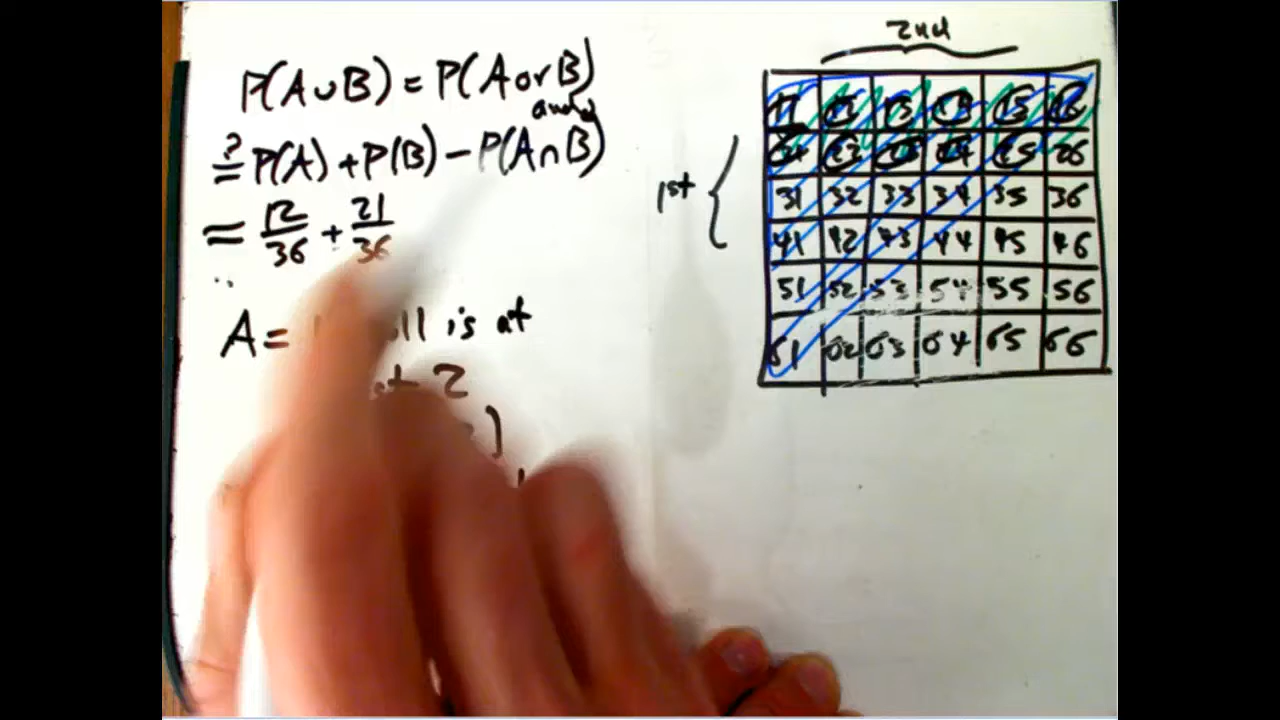 P(A∪B) = P(A or B)
and
≟ P(A) + P(B) − P(A∩B)
= 12/36 + 21/36
A = is at
2
2nd
1st
11 12 13 14 15 16
21 22 23 24 25 26
31 32 33 34 35 36
41 42 43 44 45 46
51 52 53 54 55 56
61 62 63 64 65 66